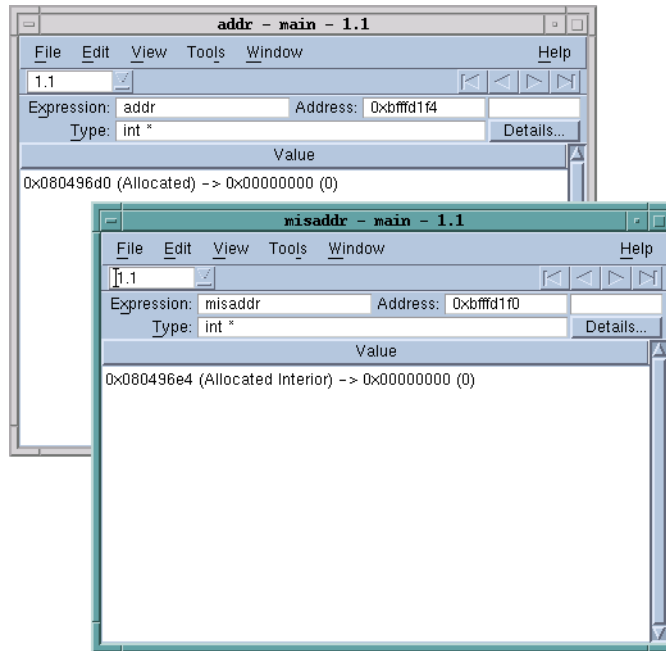 addr - main - 1.1
File Edit View Tools Window Help
1.1
Expression: addr Address: 0xbfffd1f4
Type: int * Details...
Value
0x080496d0 (Allocated) -> 0x00000000 (0)
misaddr - main - 1.1
File Edit View Tools Window Help
1.1
Expression: misaddr Address: 0xbfffd1f0
Type: int * Details...
Value
0x080496e4 (Allocated Interior) -> 0x00000000 (0)